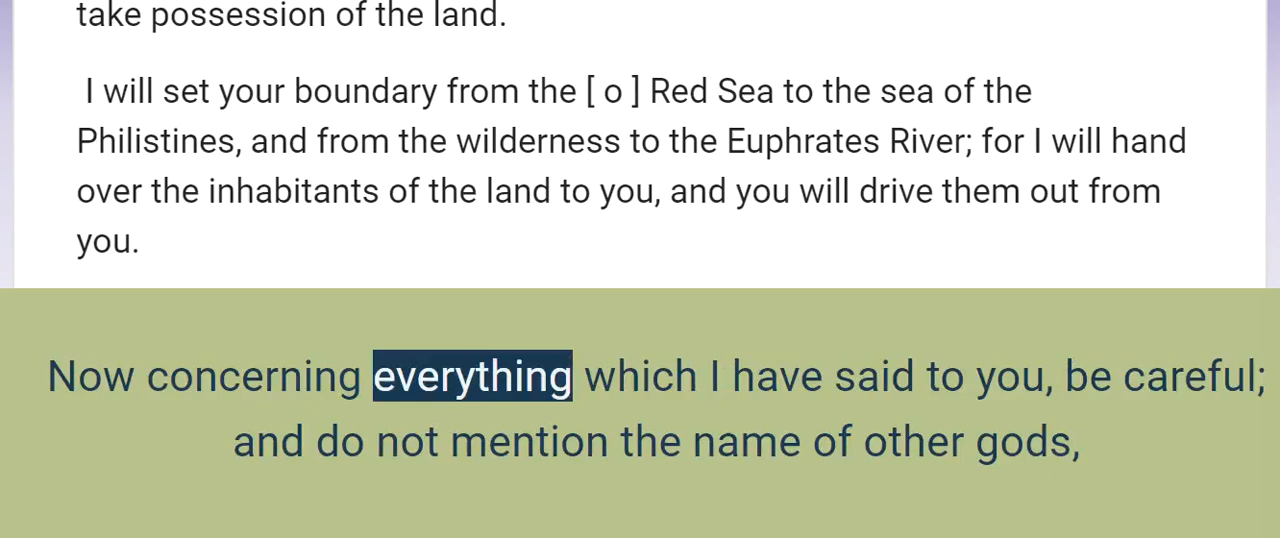 take possession of the land.
I will set your boundary from the [ o ] Red Sea to the sea of the
Philistines, and from the wilderness to the Euphrates River; for I will hand
over the inhabitants of the land to you, and you will drive them out from
you.
Now concerning everything which I have said to you, be careful;
and do not mention the name of other gods,